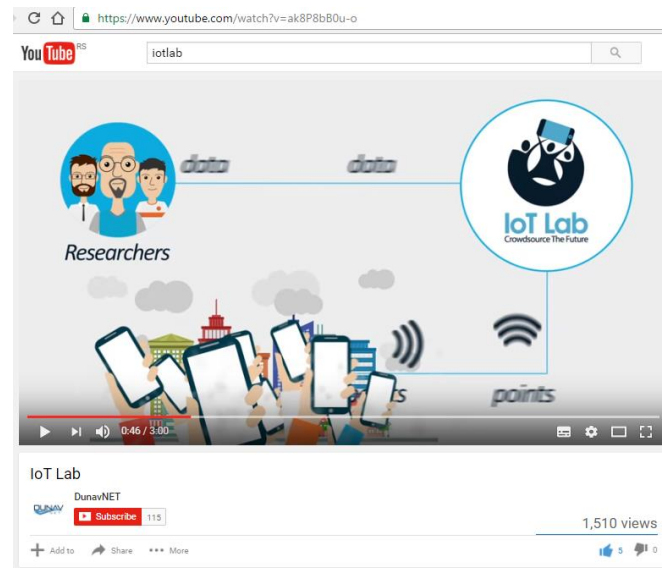 https://www.youtube.com/watch?v=ak8P8bB0u-o
YouTube RS
iotlab
data data
Researchers
IoT Lab
Crowdsource The Future
points
0:46 / 3:00
IoT Lab
DunavNET
DUNAV
Subscribe 115
1,510 views
Add to Share More
5 0